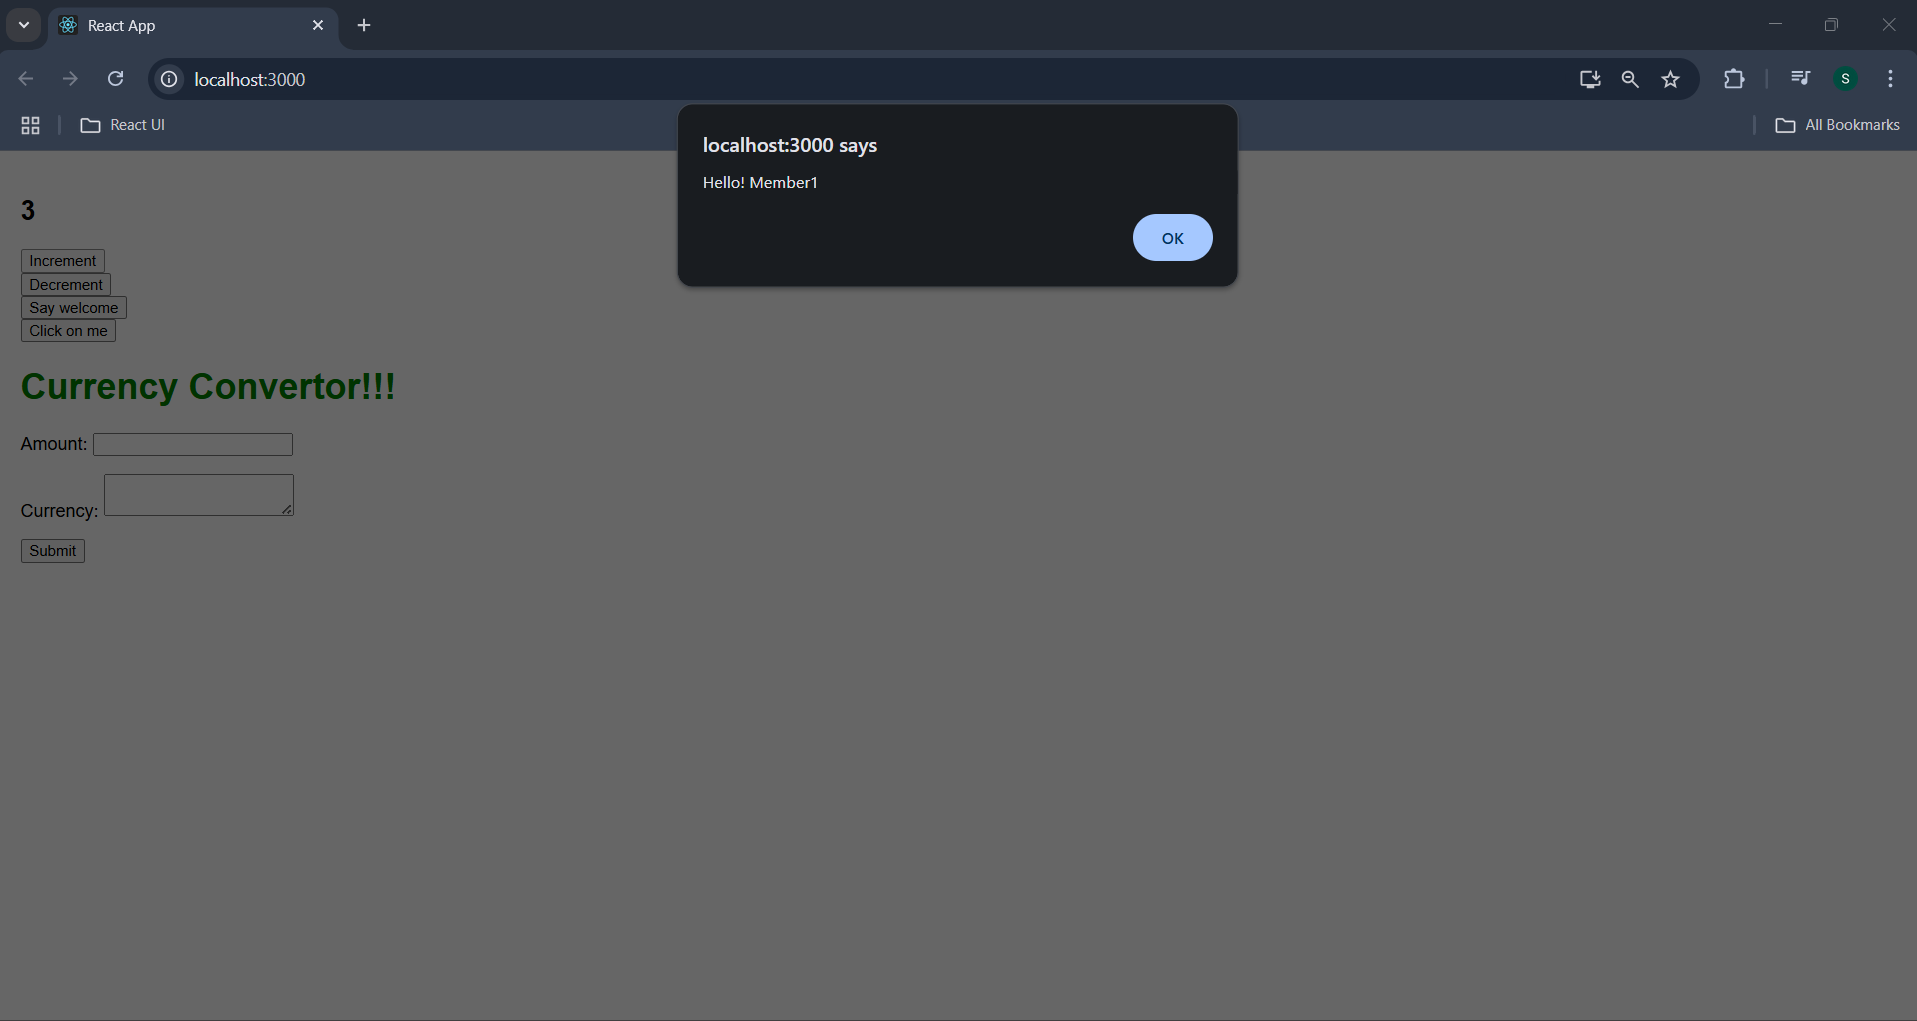 React App
localhost:3000
S
React UI
All Bookmarks
localhost:3000 says
Hello! Member1
OK
3
Increment
Decrement
Say welcome
Click on me
Currency Convertor!!!
Amount:
Currency:
Submit